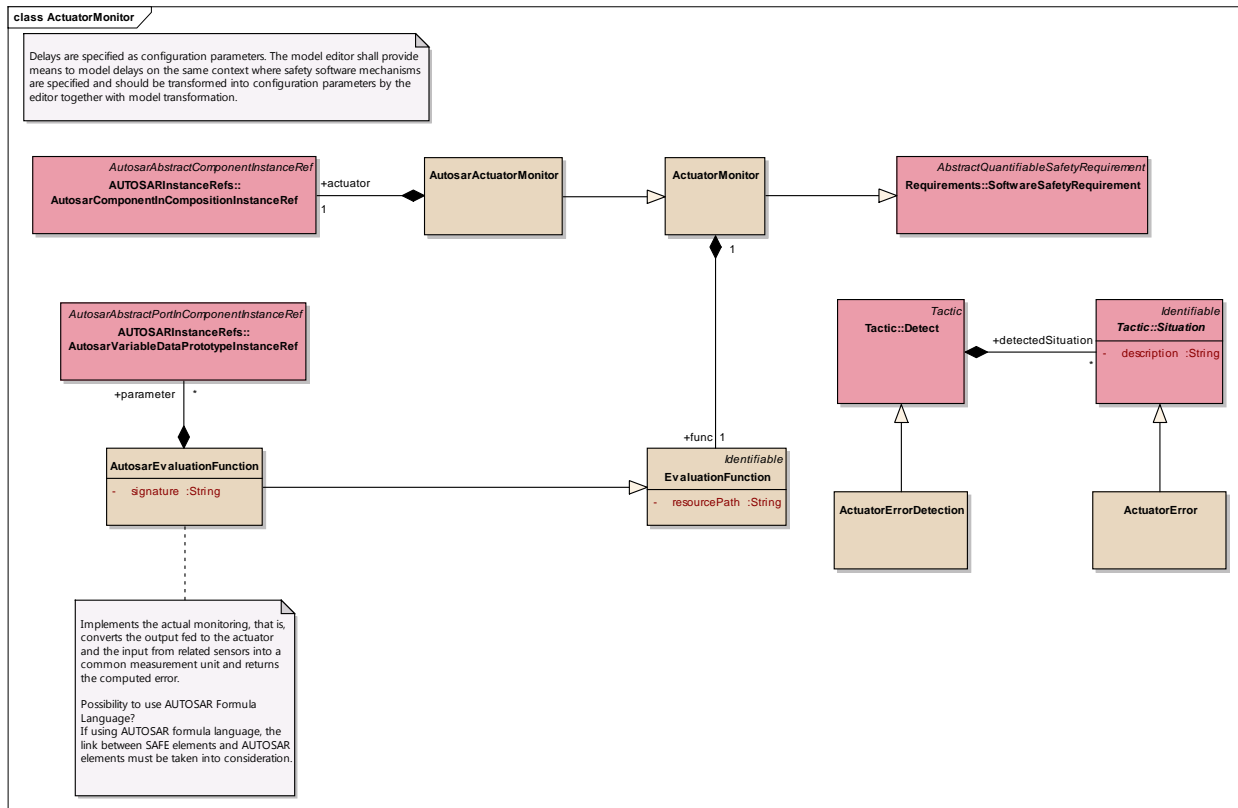 class ActuatorMonitor
Delays are specified as configuration parameters. The model editor shall provide
means to model delays on the same context where safety software mechanisms
are specified and should be transformed into configuration parameters by the
editor together with model transformation.
AutosarAbstractComponentInstanceRef
AUTOSARInstanceRefs::
AutosarComponentInCompositionInstanceRef
+actuator
1
AutosarActuatorMonitor
ActuatorMonitor
1
AbstractQuantifiableSafetyRequirement
Requirements::SoftwareSafetyRequirement
AutosarAbstractPortInComponentInstanceRef
AUTOSARInstanceRefs::
AutosarVariableDataPrototypeInstanceRef
+parameter *
Tactic
Tactic::Detect
+detectedSituation
*
Identifiable
Tactic::Situation
- description :String
AutosarEvaluationFunction
- signature :String
+func 1
Identifiable
EvaluationFunction
- resourcePath :String
ActuatorErrorDetection
ActuatorError
Implements the actual monitoring, that is,
converts the output fed to the actuator
and the input from related sensors into a
common measurement unit and returns
the computed error.
Possibility to use AUTOSAR Formula
Language?
If using AUTOSAR formula language, the
link between SAFE elements and AUTOSAR
elements must be taken into consideration.